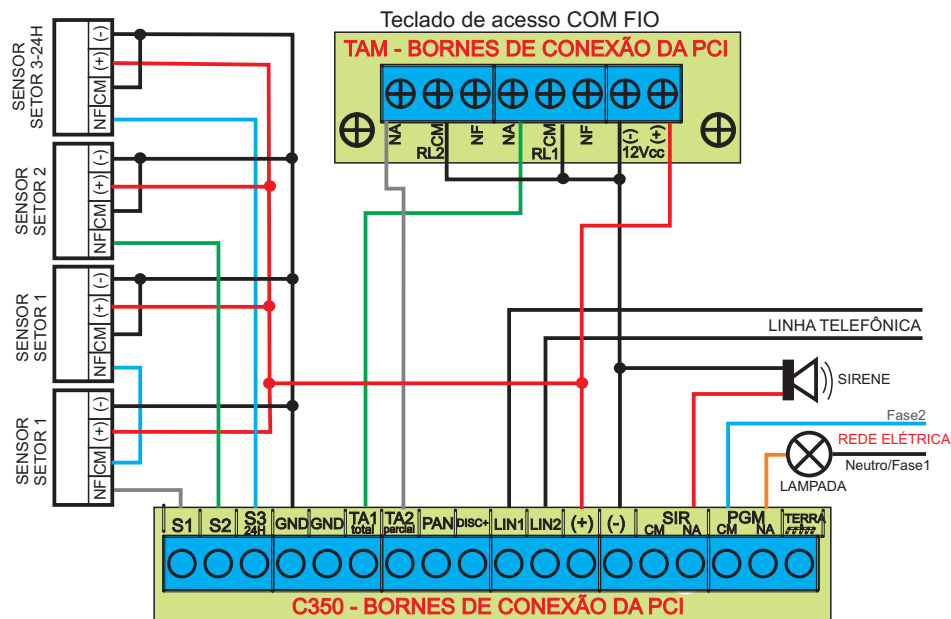 Teclado de acesso COM FIO
TAM - BORNES DE CONEXÃO DA PCI
NA
CM
NF
NA
CM
NF
(-)
(+)
RL2
RL1
12Vcc
SENSOR
SETOR 3-24H
(-)
(+)
CM
NF
SENSOR
SETOR 2
(-)
(+)
CM
NF
SENSOR
SETOR 1
(-)
(+)
CM
NF
SENSOR
SETOR 1
(-)
(+)
CM
NF
LINHA TELEFÔNICA
SIRENE
Fase2
REDE ELÉTRICA
Neutro/Fase1
LAMPADA
S1
S2
S3
24H
GND
GND
TA1
total
TA2
parcial
PAN
DISC+
LIN1
LIN2
(+)
(-)
SIR
CM
NA
PGM
CM
NA
TERRA
C350 - BORNES DE CONEXÃO DA PCI